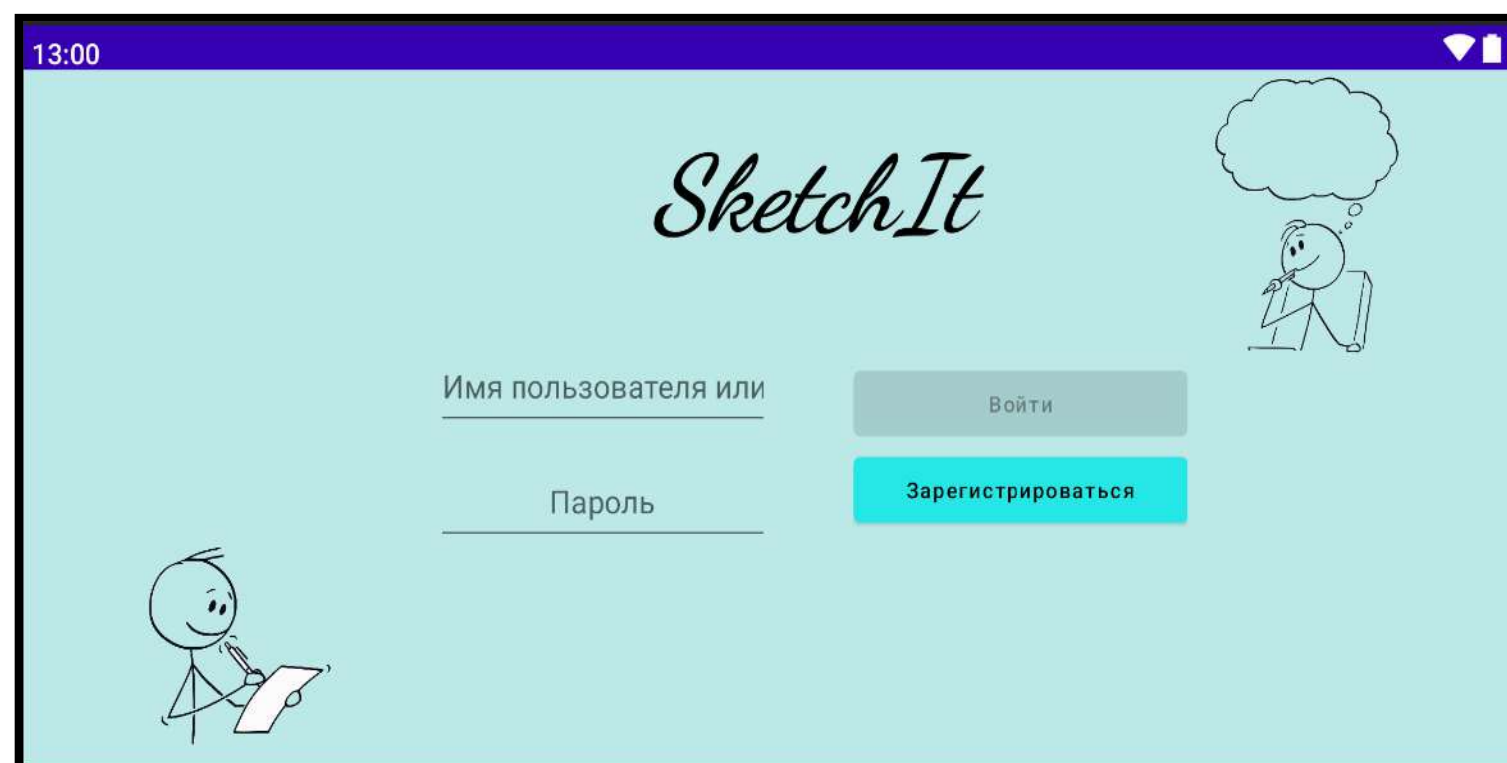 13:00
SketchIt
Имя пользователя или
Войти
Пароль
Зарегистрироваться